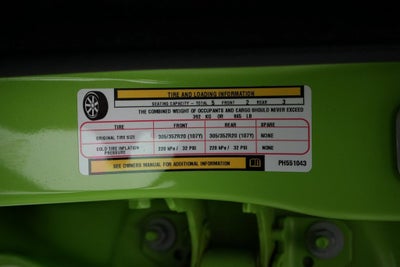 TIRE AND LOADING INFORMATION
SEATING CAPACITY - TOTAL 5 FRONT 2 REAR 3
THE COMBINED WEIGHT OF OCCUPANTS AND CARGO SHOULD NEVER EXCEED
392 KG OR 865 LB
TIRE FRONT REAR SPARE
ORIGINAL TIRE SIZE 305/35ZR20 (107Y) 305/35ZR20 (107Y) NONE
COLD TIRE INFLATION PRESSURE 220 kPa / 32 PSI 220 kPa / 32 PSI NONE
SEE OWNERS MANUAL FOR ADDITIONAL INFORMATION PH551043